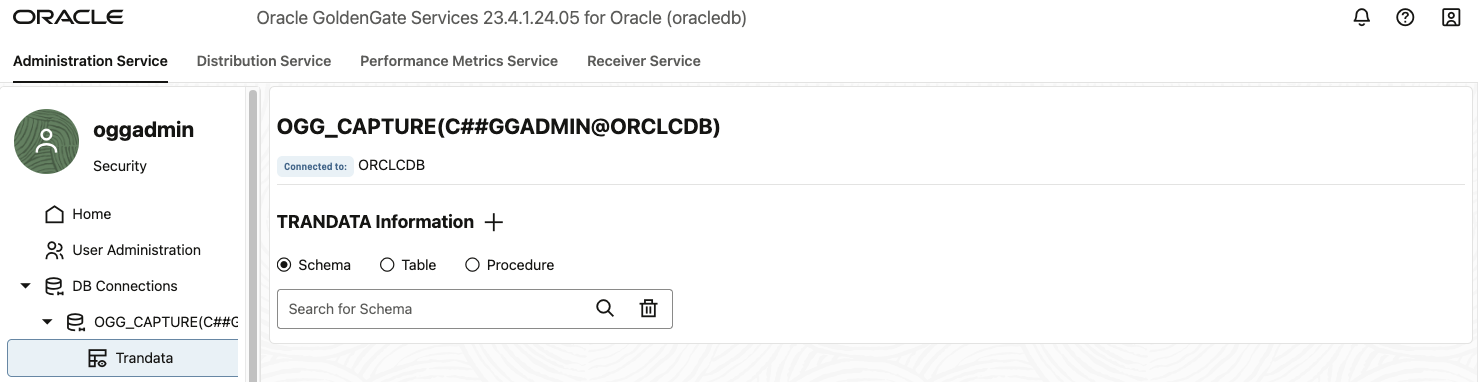 ORACLE
Oracle GoldenGate Services 23.4.1.24.05 for Oracle (oracledb)
Administration Service
Distribution Service
Performance Metrics Service
Receiver Service
oggadmin
Security
Home
User Administration
DB Connections
OGG_CAPTURE(C##G
Trandata
OGG_CAPTURE(C##GGADMIN@ORCLCDB)
Connected to: ORCLCDB
TRANDATA Information
Schema Table Procedure
Search for Schema